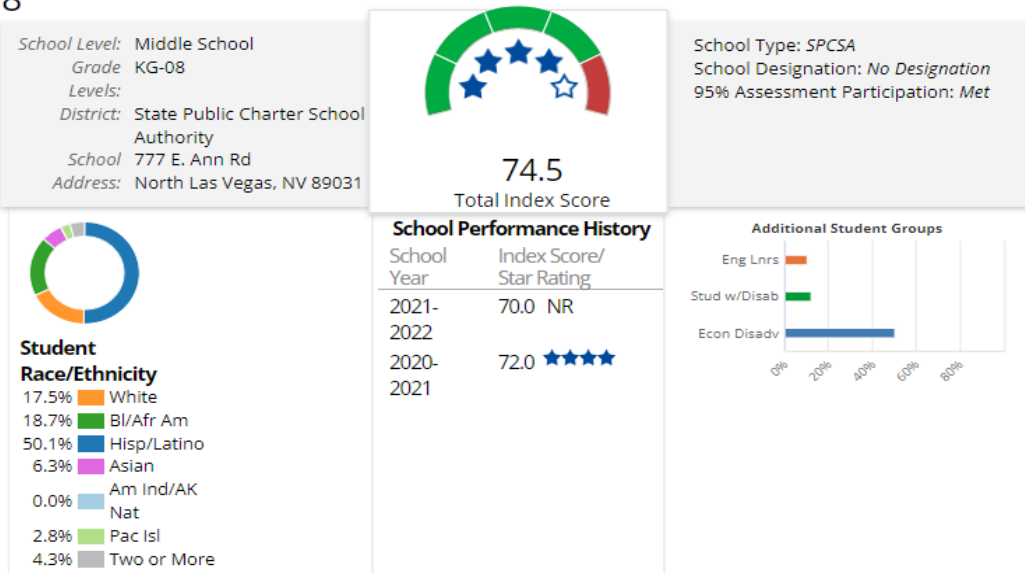 8
School Level: Middle School
Grade KG-08
Levels:
District: State Public Charter School
Authority
School 777 E. Ann Rd
Address: North Las Vegas, NV 89031
74.5
Total Index Score
School Type: SPCSA
School Designation: No Designation
95% Assessment Participation: Met
Student
Race/Ethnicity
17.5% White
18.7% Bl/Afr Am
50.1% Hisp/Latino
6.3% Asian
Am Ind/AK
0.0%
Nat
2.8% Pac Isl
4.3% Two or More
School Performance History
School Index Score/
Year Star Rating
2021- 70.0 NR
2022
2020- 72.0
2021
Additional Student Groups
Eng Lnrs
Stud w/Disab
Econ Disadv
0% 20% 40% 60% 80%